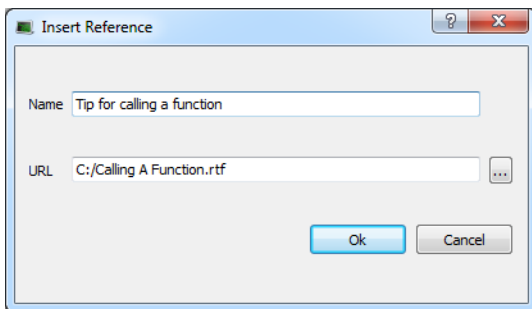 Insert Reference
?
Name Tip for calling a function
URL C:/Calling A Function.rtf ...
Ok Cancel